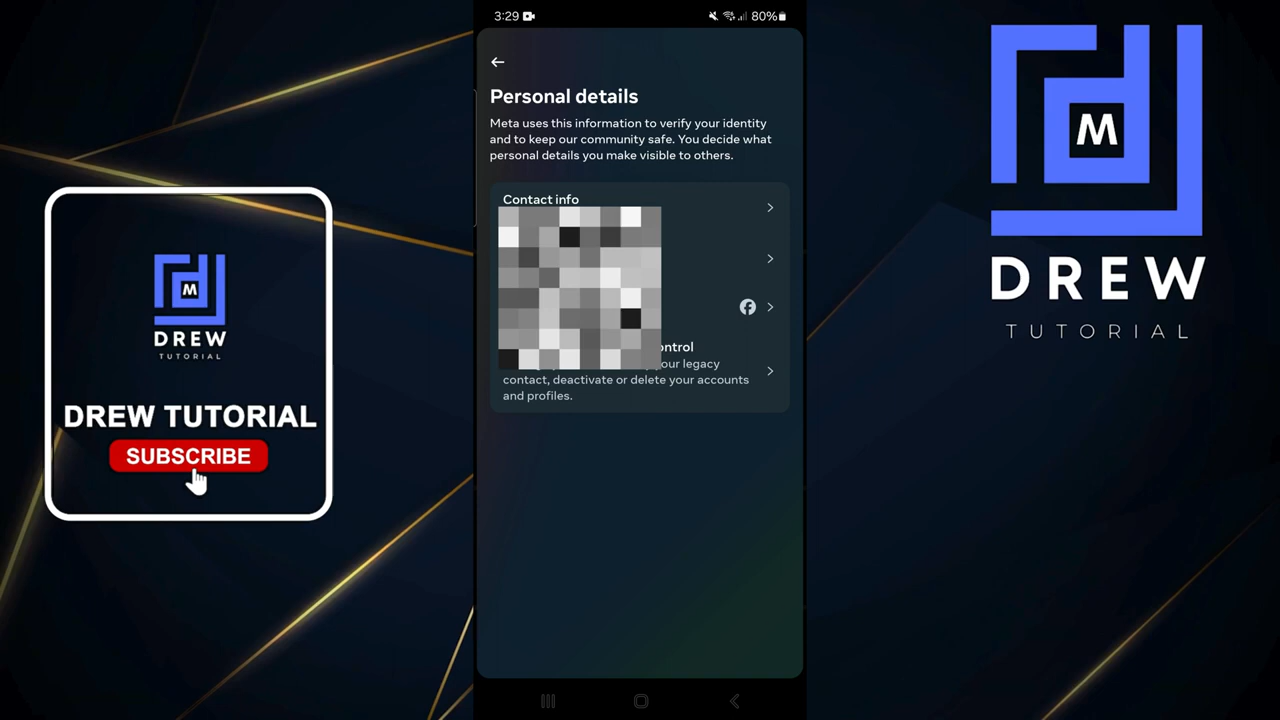 3:29
80%
Personal details
Meta uses this information to verify your identity
and to keep our community safe. You decide what
personal details you make visible to others.
Contact info
ontrol
our legacy
contact, deactivate or delete your accounts
and profiles.
M
DREW
TUTORIAL
DREW TUTORIAL
SUBSCRIBE
M
DREW
TUTORIAL